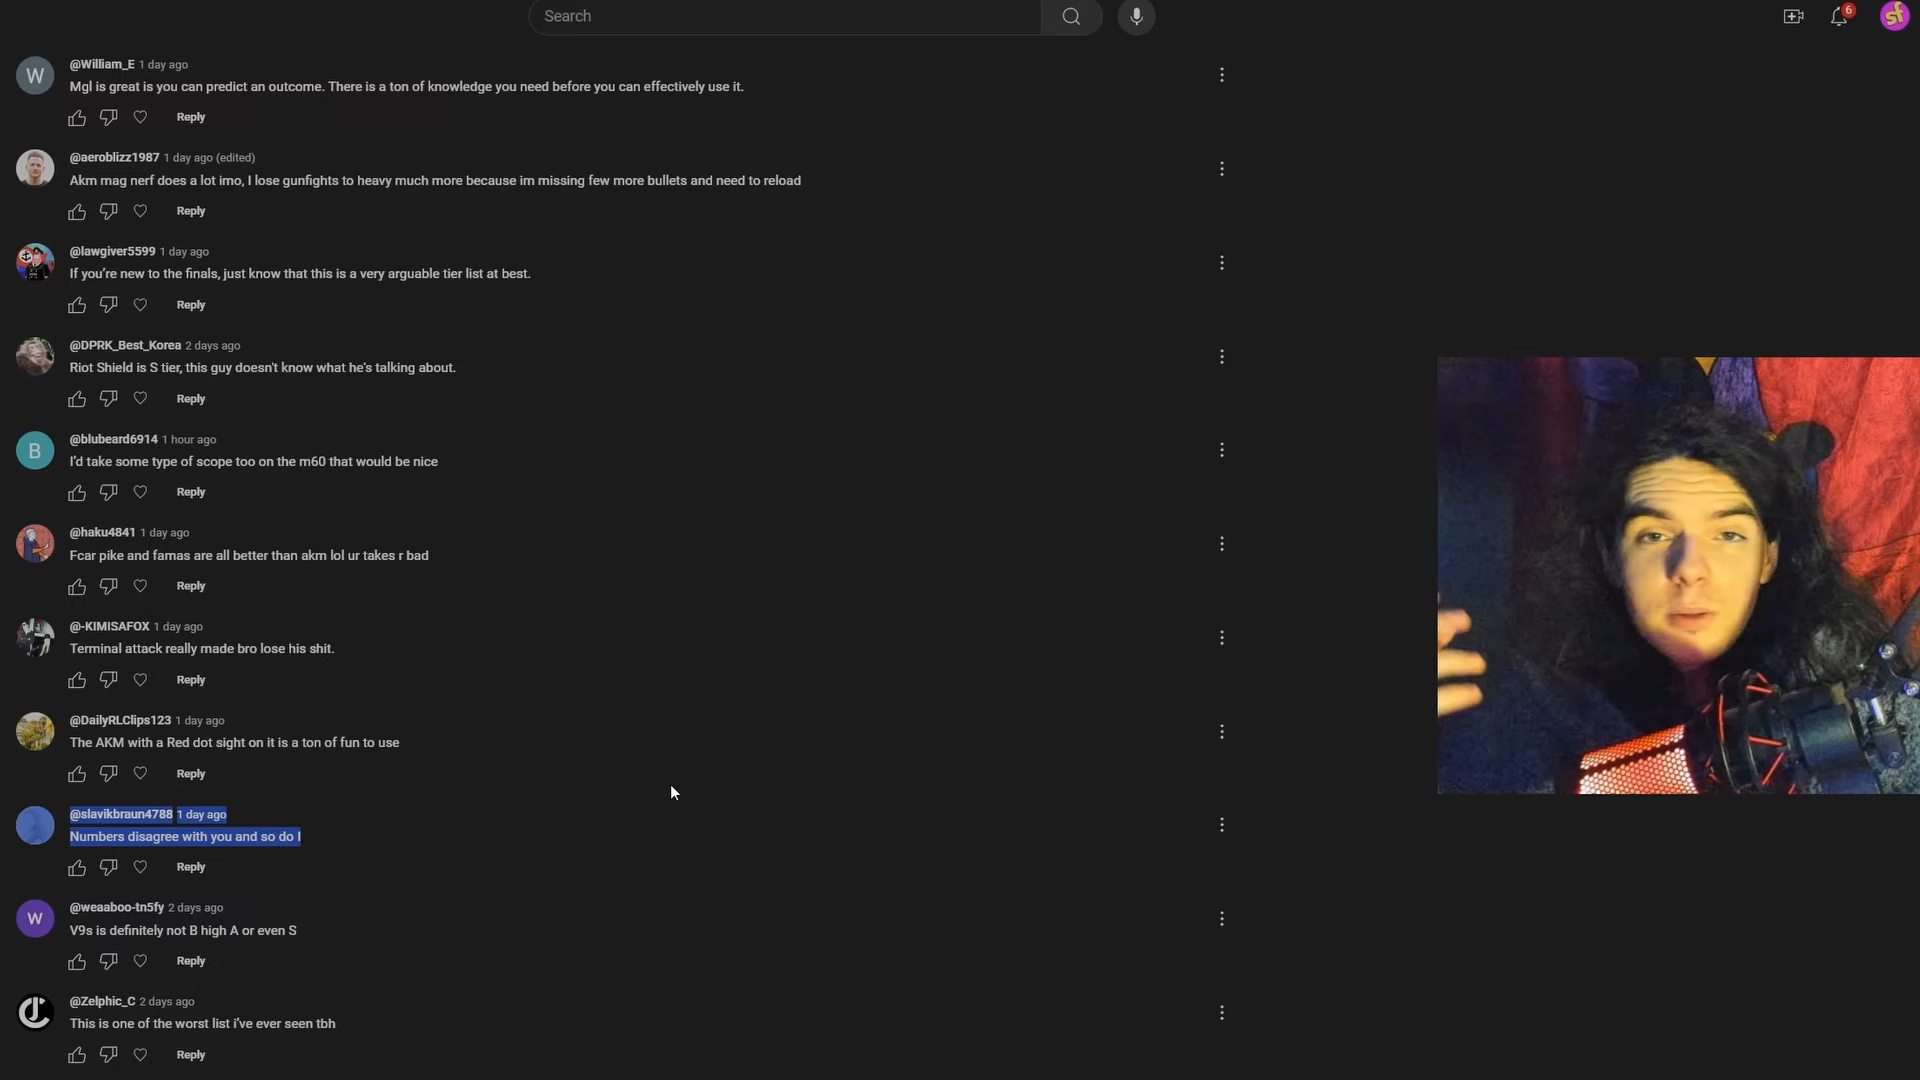 Search
6
sf
W
@William_E 1 day ago
Mgl is great is you can predict an outcome. There is a ton of knowledge you need before you can effectively use it.
Reply
@aeroblizz1987 1 day ago (edited)
Akm mag nerf does a lot imo, I lose gunfights to heavy much more because im missing few more bullets and need to reload
Reply
@lawgiver5599 1 day ago
If you're new to the finals, just know that this is a very arguable tier list at best.
Reply
@DPRK_Best_Korea 2 days ago
Riot Shield is S tier, this guy doesn't know what he's talking about.
Reply
B
@blubeard6914 1 hour ago
I'd take some type of scope too on the m60 that would be nice
Reply
@haku4841 1 day ago
Fcar pike and famas are all better than akm lol ur takes r bad
Reply
@-KIMISAFOX 1 day ago
Terminal attack really made bro lose his shit.
Reply
@DailyRLClips123 1 day ago
The AKM with a Red dot sight on it is a ton of fun to use
Reply
@slavikbraun4788 1 day ago
Numbers disagree with you and so do I
Reply
W
@weaaboo-tn5fy 2 days ago
V9s is definitely not B high A or even S
Reply
@Zelphic_C 2 days ago
This is one of the worst list i've ever seen tbh
Reply